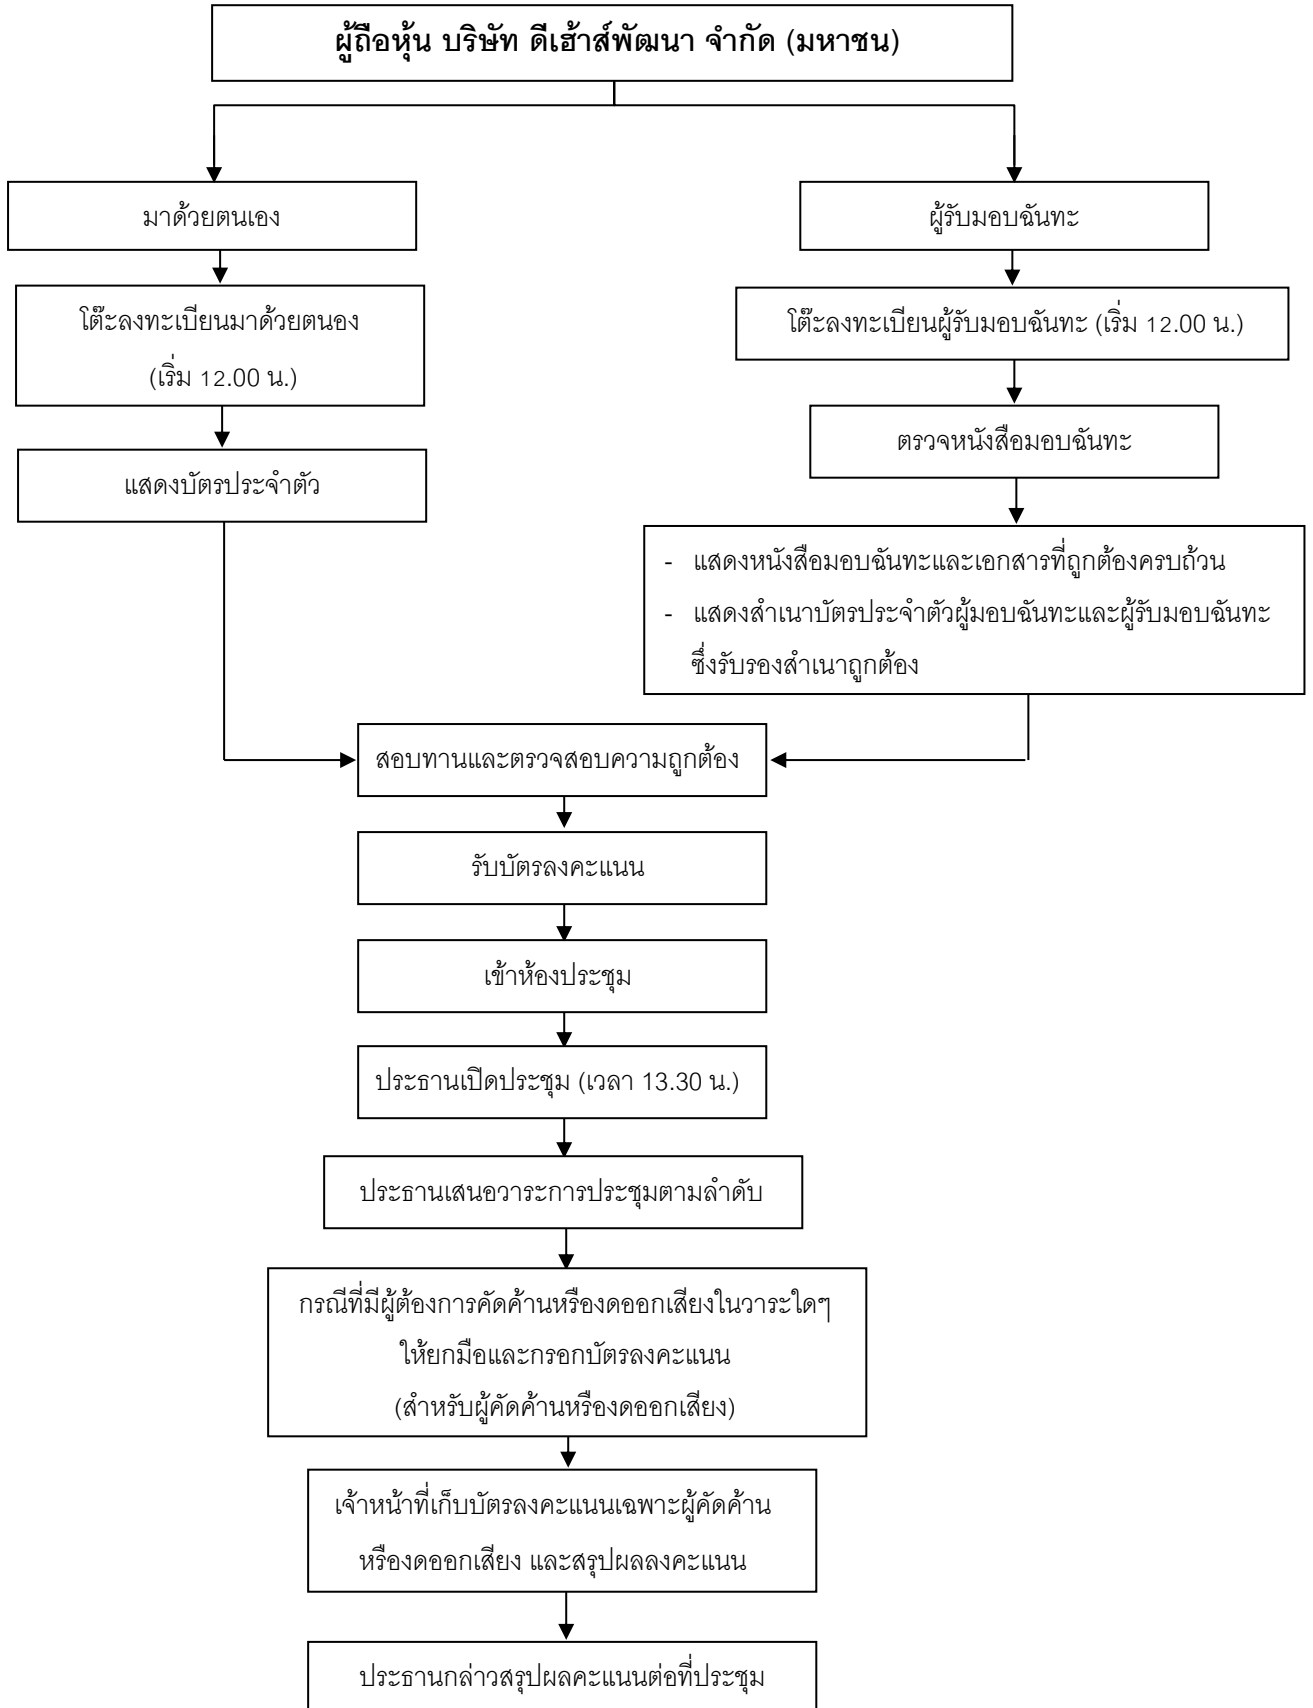 ผู้ถือหุ้น บริษัท ดีเฮ้าส์พัฒนา จำกัด (มหาชน)
มาด้วยตนเอง
โต๊ะลงทะเบียนมาด้วยตนอง
(เริ่ม 12.00 น.)
แสดงบัตรประจำตัว
ผู้รับมอบฉันทะ
โต๊ะลงทะเบียนผู้รับมอบฉันทะ (เริ่ม 12.00 น.)
ตรวจหนังสือมอบฉันทะ
- แสดงหนังสือมอบฉันทะและเอกสารที่ถูกต้องครบถ้วน
- แสดงสำเนาบัตรประจำตัวผู้มอบฉันทะและผู้รับมอบฉันทะ
ซึ่งรับรองสำเนาถูกต้อง
สอบทานและตรวจสอบความถูกต้อง
รับบัตรลงคะแนน
เข้าห้องประชุม
ประธานเปิดประชุม (เวลา 13.30 น.)
ประธานเสนอวาระการประชุมตามลำดับ
กรณีที่มีผู้ต้องการคัดค้านหรืองดออกเสียงในวาระใดๆ
ให้ยกมือและกรอกบัตรลงคะแนน
(สำหรับผู้คัดค้านหรืองดออกเสียง)
เจ้าหน้าที่เก็บบัตรลงคะแนนเฉพาะผู้คัดค้าน
หรืองดออกเสียง และสรุปผลลงคะแนน
ประธานกล่าวสรุปผลคะแนนต่อที่ประชุม